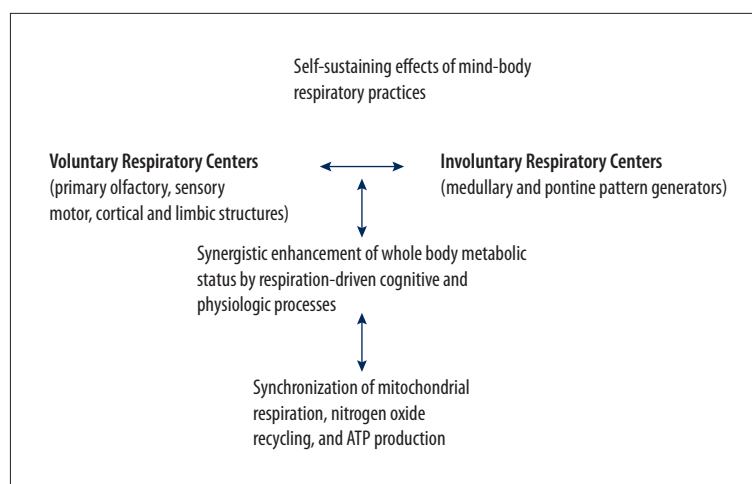 Self-sustaining effects of mind-body
respiratory practices
Voluntary Respiratory Centers
(primary olfactory, sensory
motor, cortical and limbic structures)
Involuntary Respiratory Centers
(medullary and pontine pattern generators)
Synergistic enhancement of whole body metabolic
status by respiration-driven cognitive and
physiologic processes
Synchronization of mitochondrial
respiration, nitrogen oxide
recycling, and ATP production